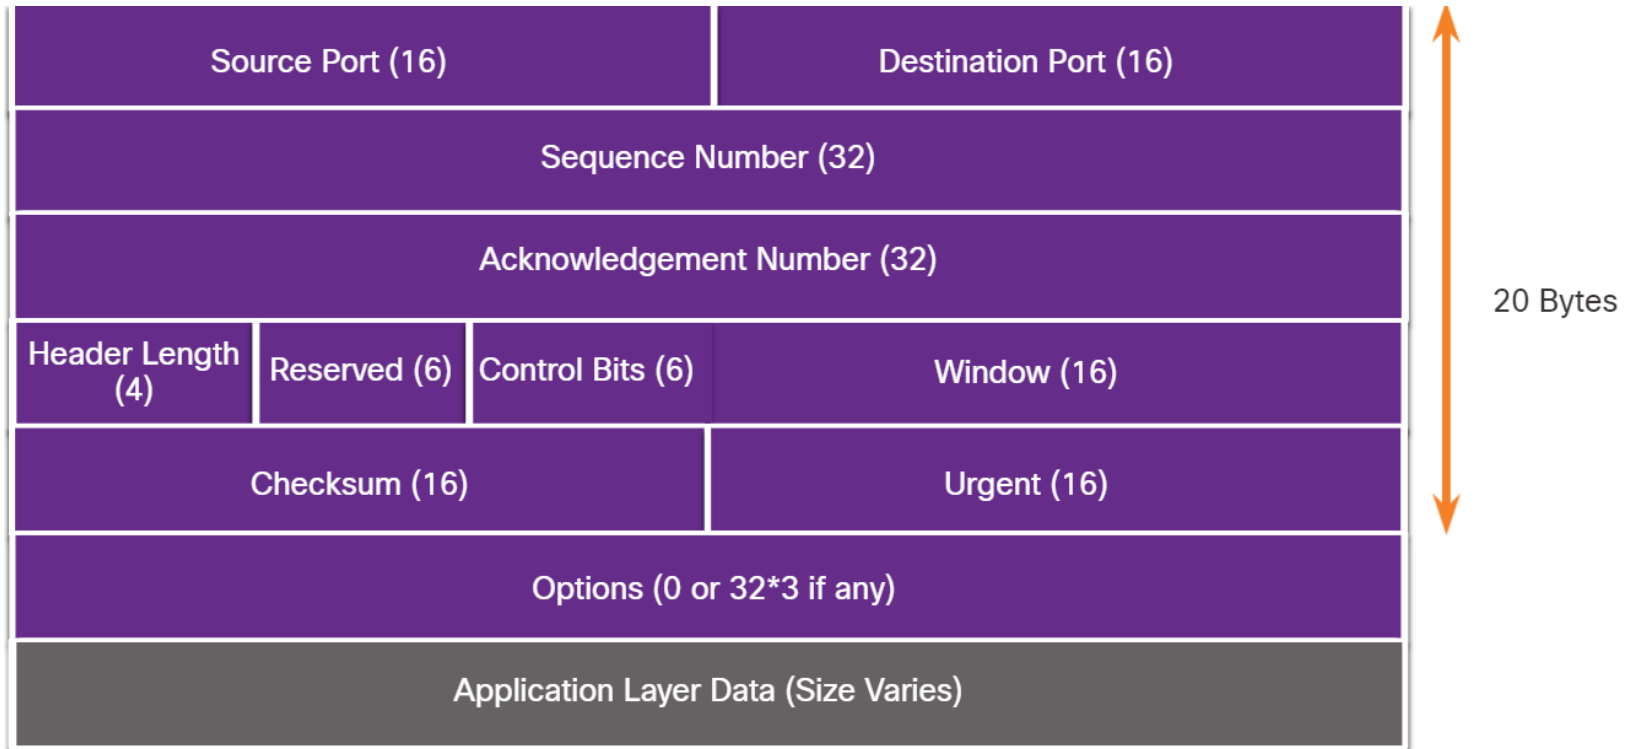 Source Port (16)
Destination Port (16)
Sequence Number (32)
Acknowledgement Number (32)
Header Length
(4)
Reserved (6)
Control Bits (6)
Window (16)
20 Bytes
Checksum (16)
Urgent (16)
Options (0 or 32*3 if any)
Application Layer Data (Size Varies)